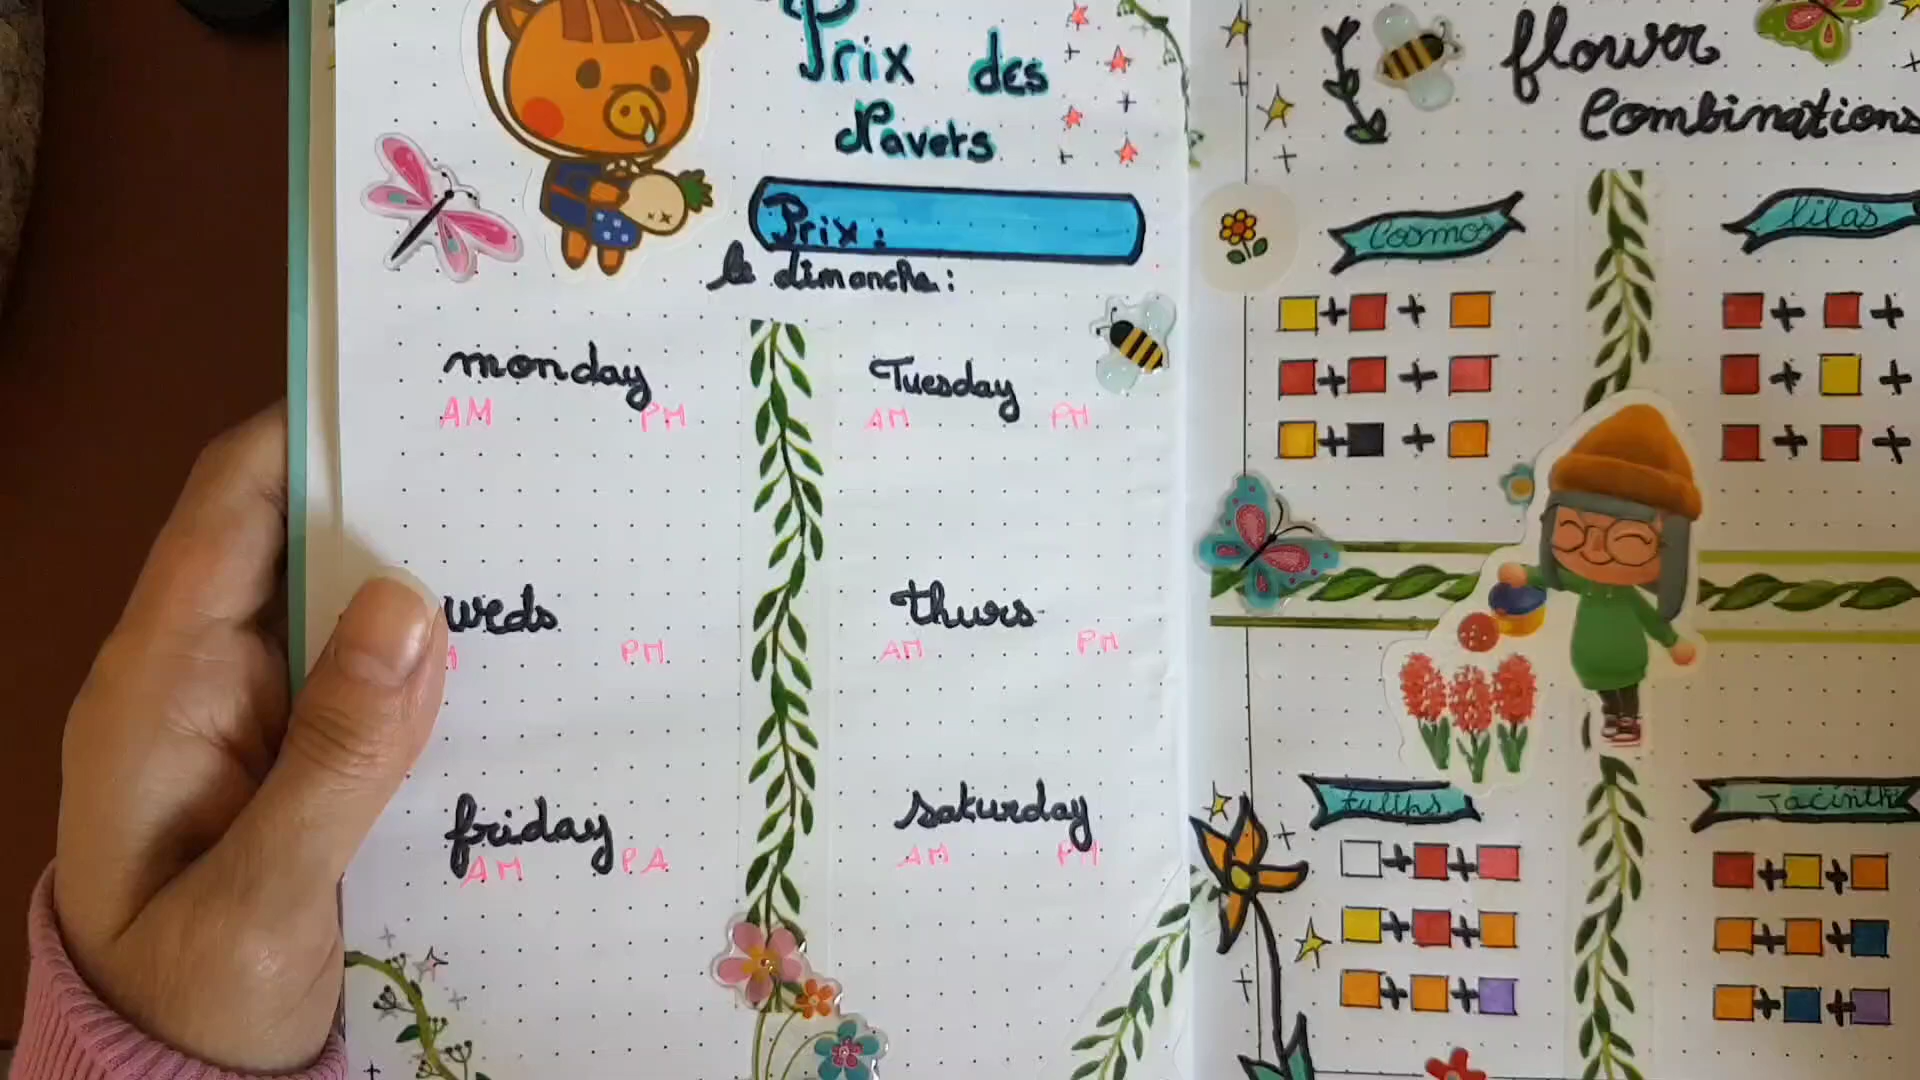 Prix des
Navets
Prix :
le dimanche :
monday
AM PM
Tuesday
AM PM
weds
PM
thurs
AM PM
friday
AM PA
saturday
AM PM
flower
Combinations
Cosmos
+ +
+ +
+ +
lilas
+ +
+ +
+ +
tulips
+ +
+ +
+ +
Jacinth
+ +
+ +
+ +